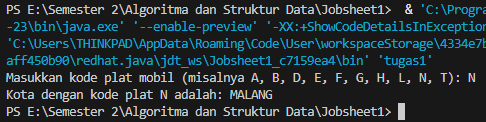 PS E:\Semester 2\Algoritma dan Struktur Data\Jobsheet1>  & 'C:\Progra
-23\bin\java.exe' '--enable-preview' '-XX:+ShowCodeDetailsInException
'C:\Users\THINKPAD\AppData\Roaming\Code\User\workspaceStorage\4334e7b
aff450b90\redhat.java\jdt_ws\Jobsheet1_c7159ea4\bin' 'tugas1'
Masukkan kode plat mobil (misalnya A, B, D, E, F, G, H, L, N, T): N
Kota dengan kode plat N adalah: MALANG
PS E:\Semester 2\Algoritma dan Struktur Data\Jobsheet1>